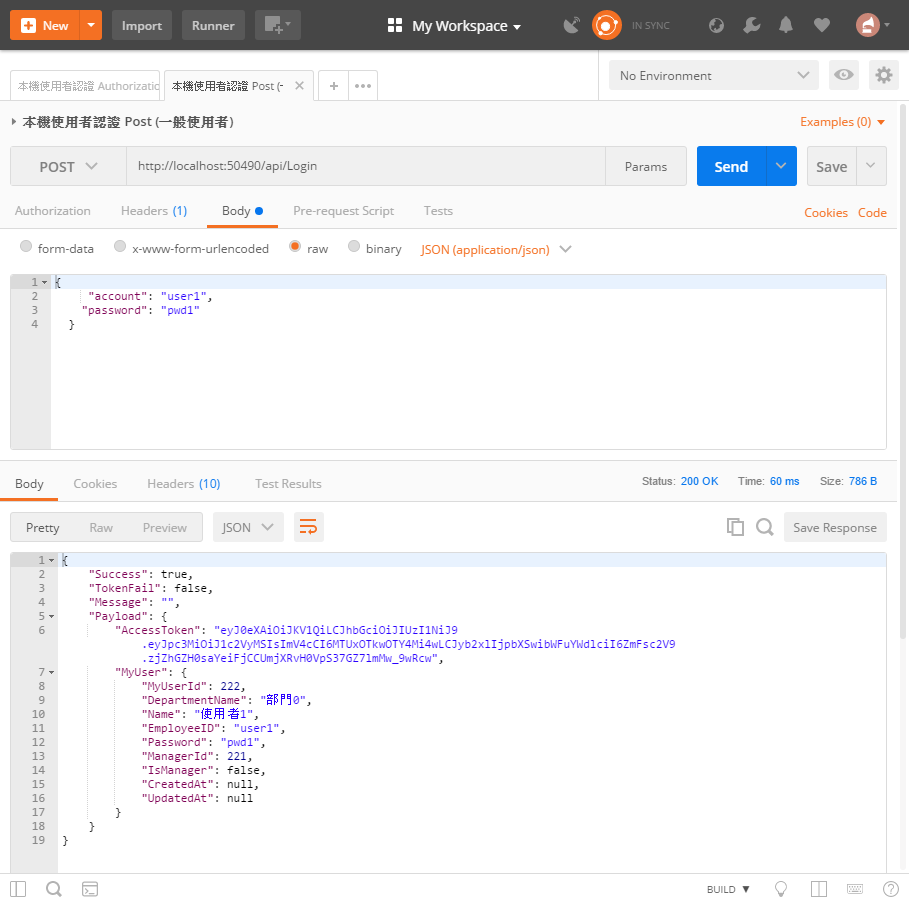 New
Import
Runner
My Workspace
IN SYNC
本機使用者認證 Authorizatic
本機使用者認證 Post (-
No Environment
本機使用者認證 Post (一般使用者)
Examples (0)
POST
http://localhost:50490/api/Login
Params
Send
Save
Authorization
Headers (1)
Body
Pre-request Script
Tests
Cookies
Code
form-data
x-www-form-urlencoded
raw
binary
JSON (application/json)
1 {
2 "account": "user1",
3 "password": "pwd1"
4 }
Body
Cookies
Headers (10)
Test Results
Status: 200 OK
Time: 60 ms
Size: 786 B
Pretty
Raw
Preview
JSON
Save Response
1 {
2 "Success": true,
3 "TokenFail": false,
4 "Message": "",
5 "Payload": {
6 "AccessToken": "eyJ0eXAiOiJKV1QiLCJhbGciOiJIUzI1NiJ9
.eyJpc3MiOiJ1c2VyMSIsImV4cCI6MTUxOTkwOTY4Mi4wLCJyb2xlIjpbXSwibWFuYWdlciI6ZmFsc2V9
.zjZhGZH0saYeiFjCCUmjXRvH0VpS37GZ7lmMw_9wRcw",
7 "MyUser": {
8 "MyUserId": 222,
9 "DepartmentName": "部門0",
10 "Name": "使用者1",
11 "EmployeeID": "user1",
12 "Password": "pwd1",
13 "ManagerId": 221,
14 "IsManager": false,
15 "CreatedAt": null,
16 "UpdatedAt": null
17 }
18 }
19 }
BUILD